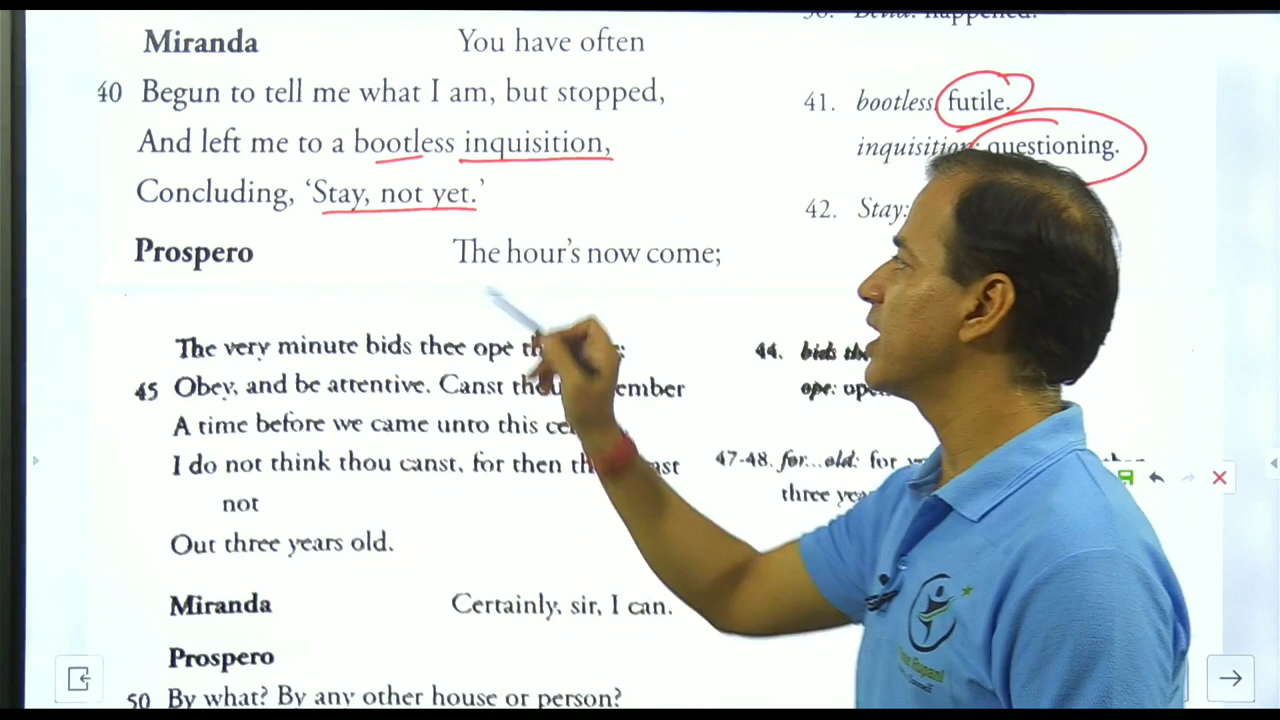 Miranda You have often
40 Begun to tell me what I am, but stopped,
And left me to a bootless inquisition,
Concluding, ‘Stay, not yet.’
Prospero The hour's now come;
The very minute bids thee ope
45 Obey, and be attentive. Canst
A time before we came unto this
I do not think thou canst, for then
not
Out three years old.
Miranda Certainly, sir, I can.
Prospero
50 By what? By any other house or person?
41. bootless futile.
inquisition: questioning.
42. Stay:
44. bids
ope:
47-48. for...old: for
three